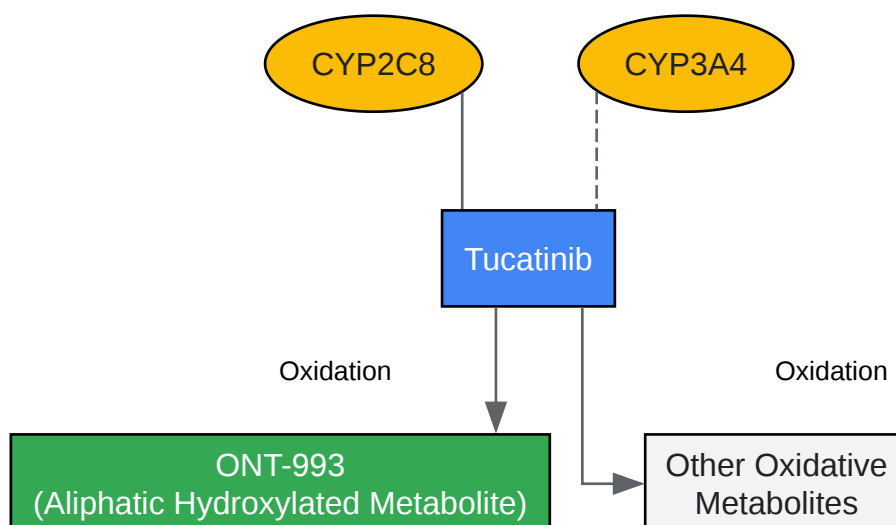 CYP2C8
CYP3A4
Tucatinib
Oxidation
Oxidation
ONT-993
(Aliphatic Hydroxylated Metabolite)
Other Oxidative
Metabolites